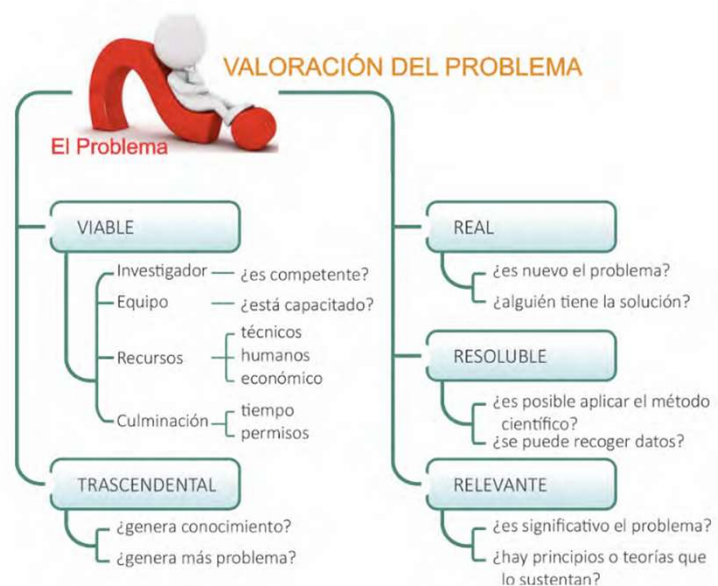 VALORACIÓN DEL PROBLEMA
El Problema
VIABLE
Investigador
¿es competente?
Equipo
¿está capacitado?
Recursos
técnicos
humanos
económico
Culminación
tiempo
permisos
TRASCENDENTAL
¿genera conocimiento?
¿genera más problema?
REAL
¿es nuevo el problema?
¿alguién tiene la solución?
RESOLUBLE
¿es posible aplicar el método
científico?
¿se puede recoger datos?
RELEVANTE
¿es significativo el problema?
¿hay principios o teorías que
lo sustentan?